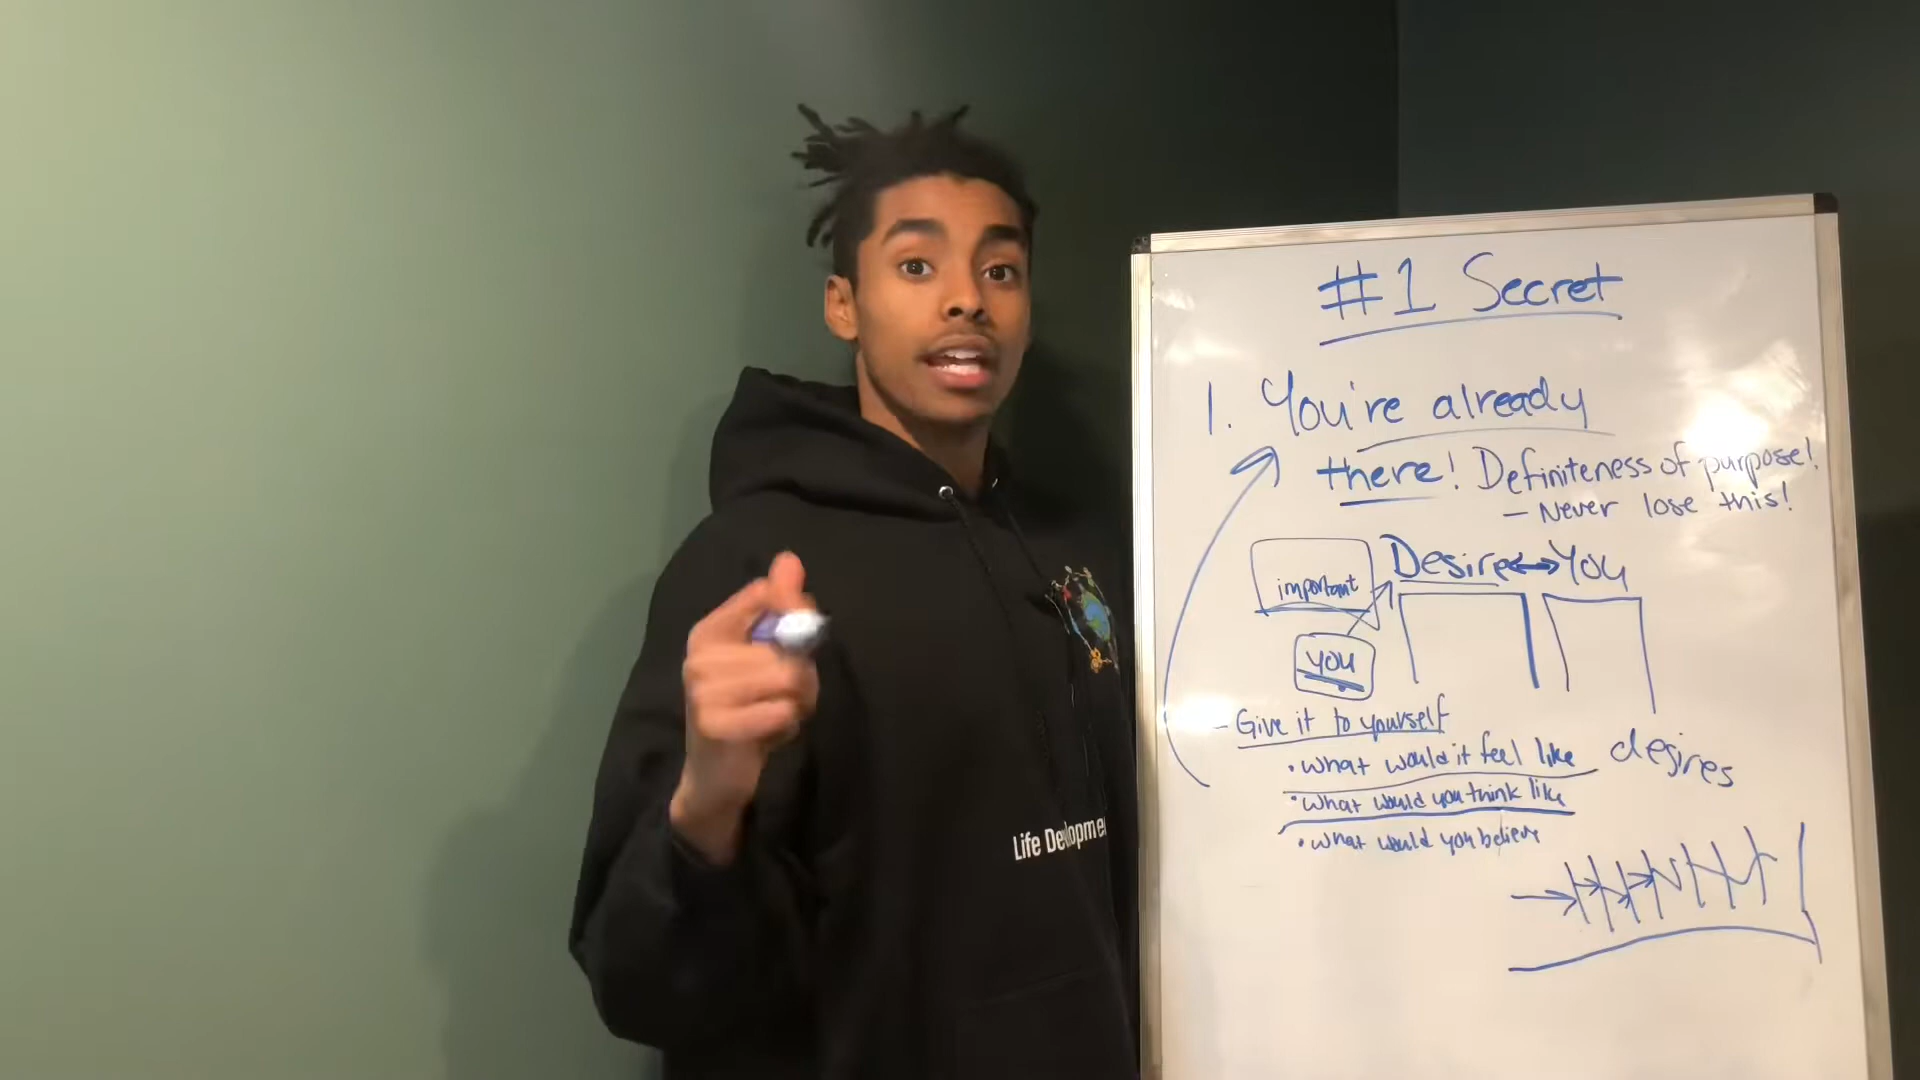 #1 Secret
1. You're already
there! Definiteness of purpose!
- Never lose this!
important
Desire ↔ You
you
- Give it to yourself
• What would it feel like
desires
• What would you think like
• What would you believe
Life Development